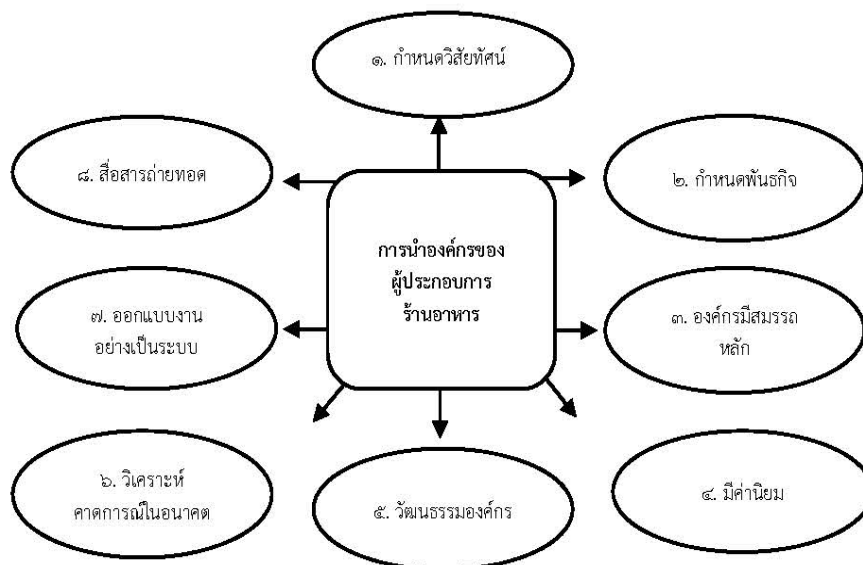 ๑. กำหนดวิสัยทัศน์
๘. สื่อสารถ่ายทอด
๒. กำหนดพันธกิจ
การนำองค์กรของ
ผู้ประกอบการ
ร้านอาหาร
๗. ออกแบบงาน
อย่างเป็นระบบ
๓. องค์กรมีสมรรถ
หลัก
๖. วิเคราะห์
คาดการณ์ในอนาคต
๕. วัฒนธรรมองค์กร
๔. มีค่านิยม